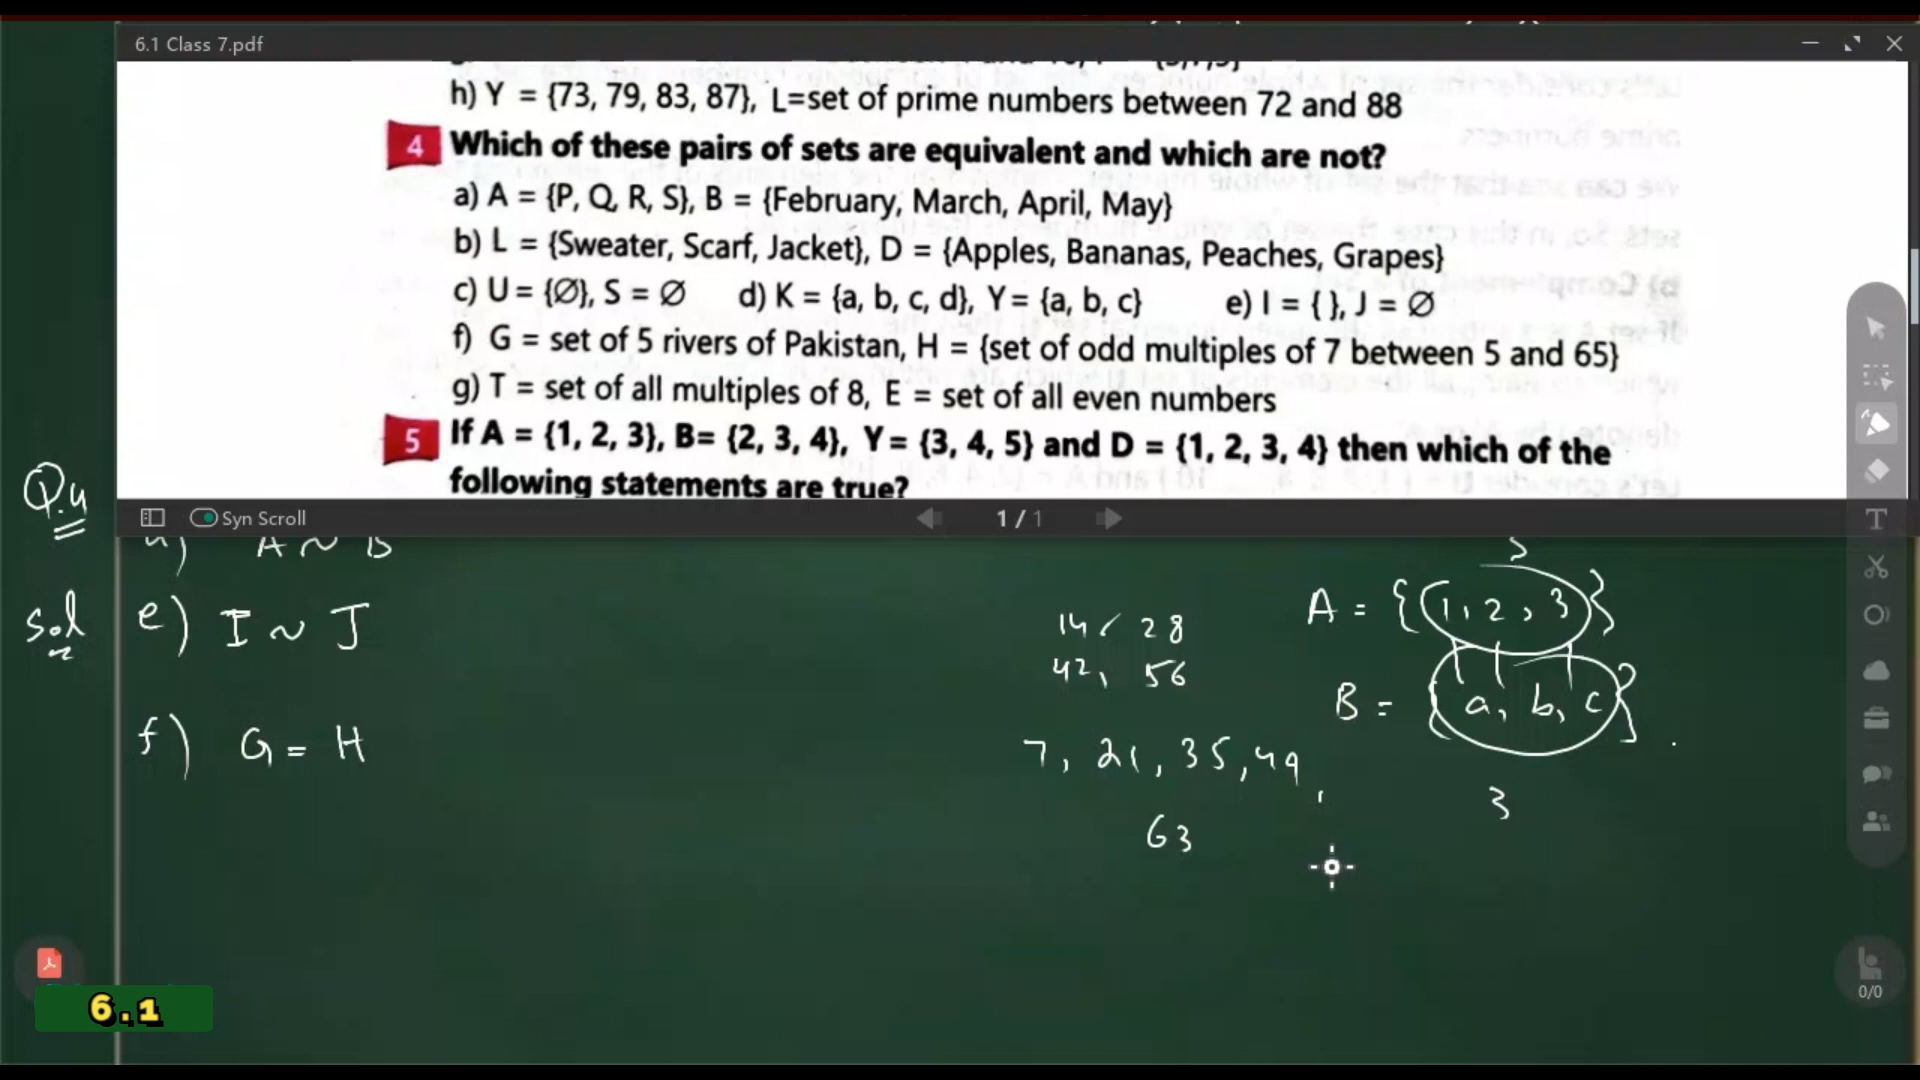 6.1 Class 7.pdf
h) Y = {73, 79, 83, 87}, L=set of prime numbers between 72 and 88
4 Which of these pairs of sets are equivalent and which are not?
a) A = {P, Q, R, S}, B = {February, March, April, May}
b) L = {Sweater, Scarf, Jacket}, D = {Apples, Bananas, Peaches, Grapes}
c) U = {Ø}, S = Ø d) K = {a, b, c, d}, Y = {a, b, c} e) I = { }, J = Ø
f) G = set of 5 rivers of Pakistan, H = {set of odd multiples of 7 between 5 and 65}
g) T = set of all multiples of 8, E = set of all even numbers
5 If A = {1, 2, 3}, B= {2, 3, 4}, Y = {3, 4, 5} and D = {1, 2, 3, 4} then which of the
following statements are true?
Syn Scroll 1 / 1
Q.4
A ~ B
sol e) I ~ J
14, 28
42, 56
A = {1, 2, 3}
B = {a, b, c}
3
f) G = H
7, 21, 35, 49,
63
T
0/0
6.1